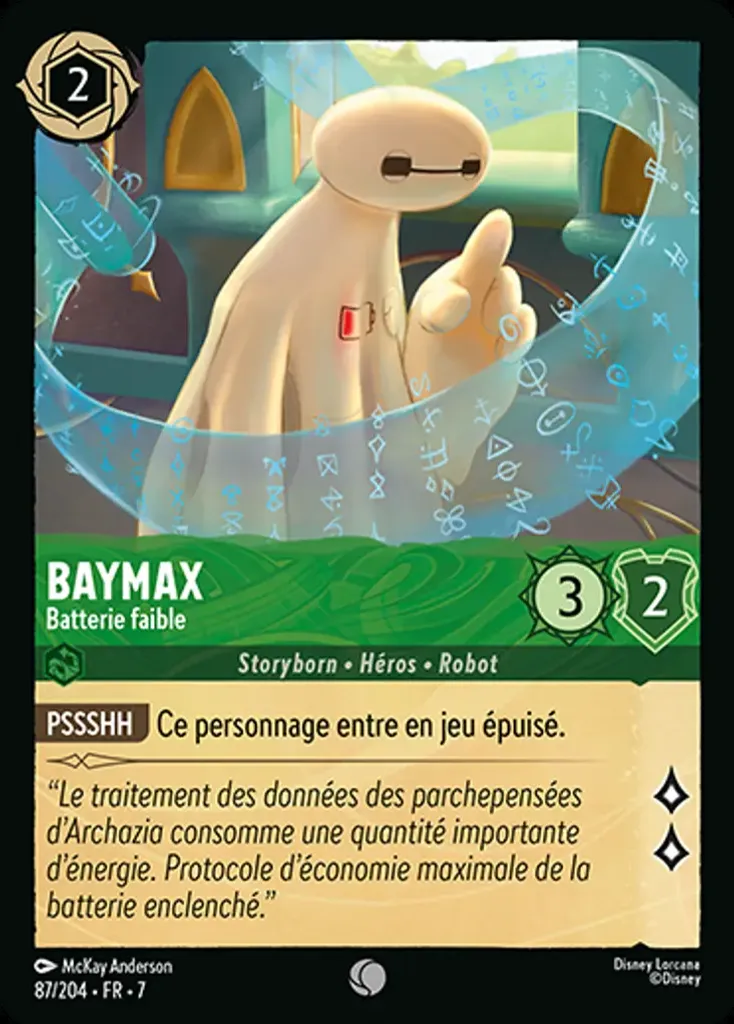 2
BAYMAX
Batterie faible
3
2
Storyborn • Héros • Robot
PSSSHH Ce personnage entre en jeu épuisé.
“Le traitement des données des parchepensées
d’Archazia consomme une quantité importante
d’énergie. Protocole d’économie maximale de la
batterie enclenché.”
McKay Anderson
87/204 • FR • 7
Disney Lorcana
©Disney